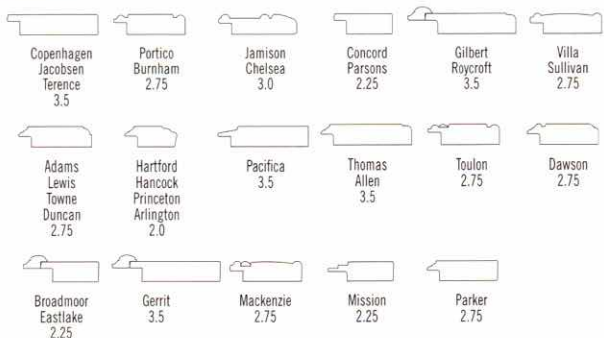 Copenhagen
Jacobsen
Terence
3.5
Portico
Burnham
2.75
Jamison
Chelsea
3.0
Concord
Parsons
2.25
Gilbert
Roycroft
3.5
Villa
Sullivan
2.75
Adams
Lewis
Towne
Duncan
2.75
Hartford
Hancock
Princeton
Arlington
2.0
Pacifica
3.5
Thomas
Allen
3.5
Toulon
2.75
Dawson
2.75
Broadmoor
Eastlake
2.25
Gerrit
3.5
Mackenzie
2.75
Mission
2.25
Parker
2.75